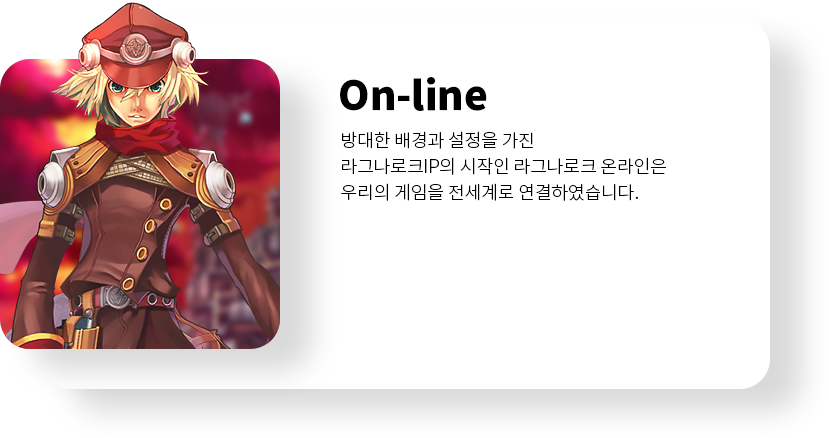 On-line
방대한 배경과 설정을 가진
라그나로크IP의 시작인 라그나로크 온라인은
우리의 게임을 전세계로 연결하였습니다.